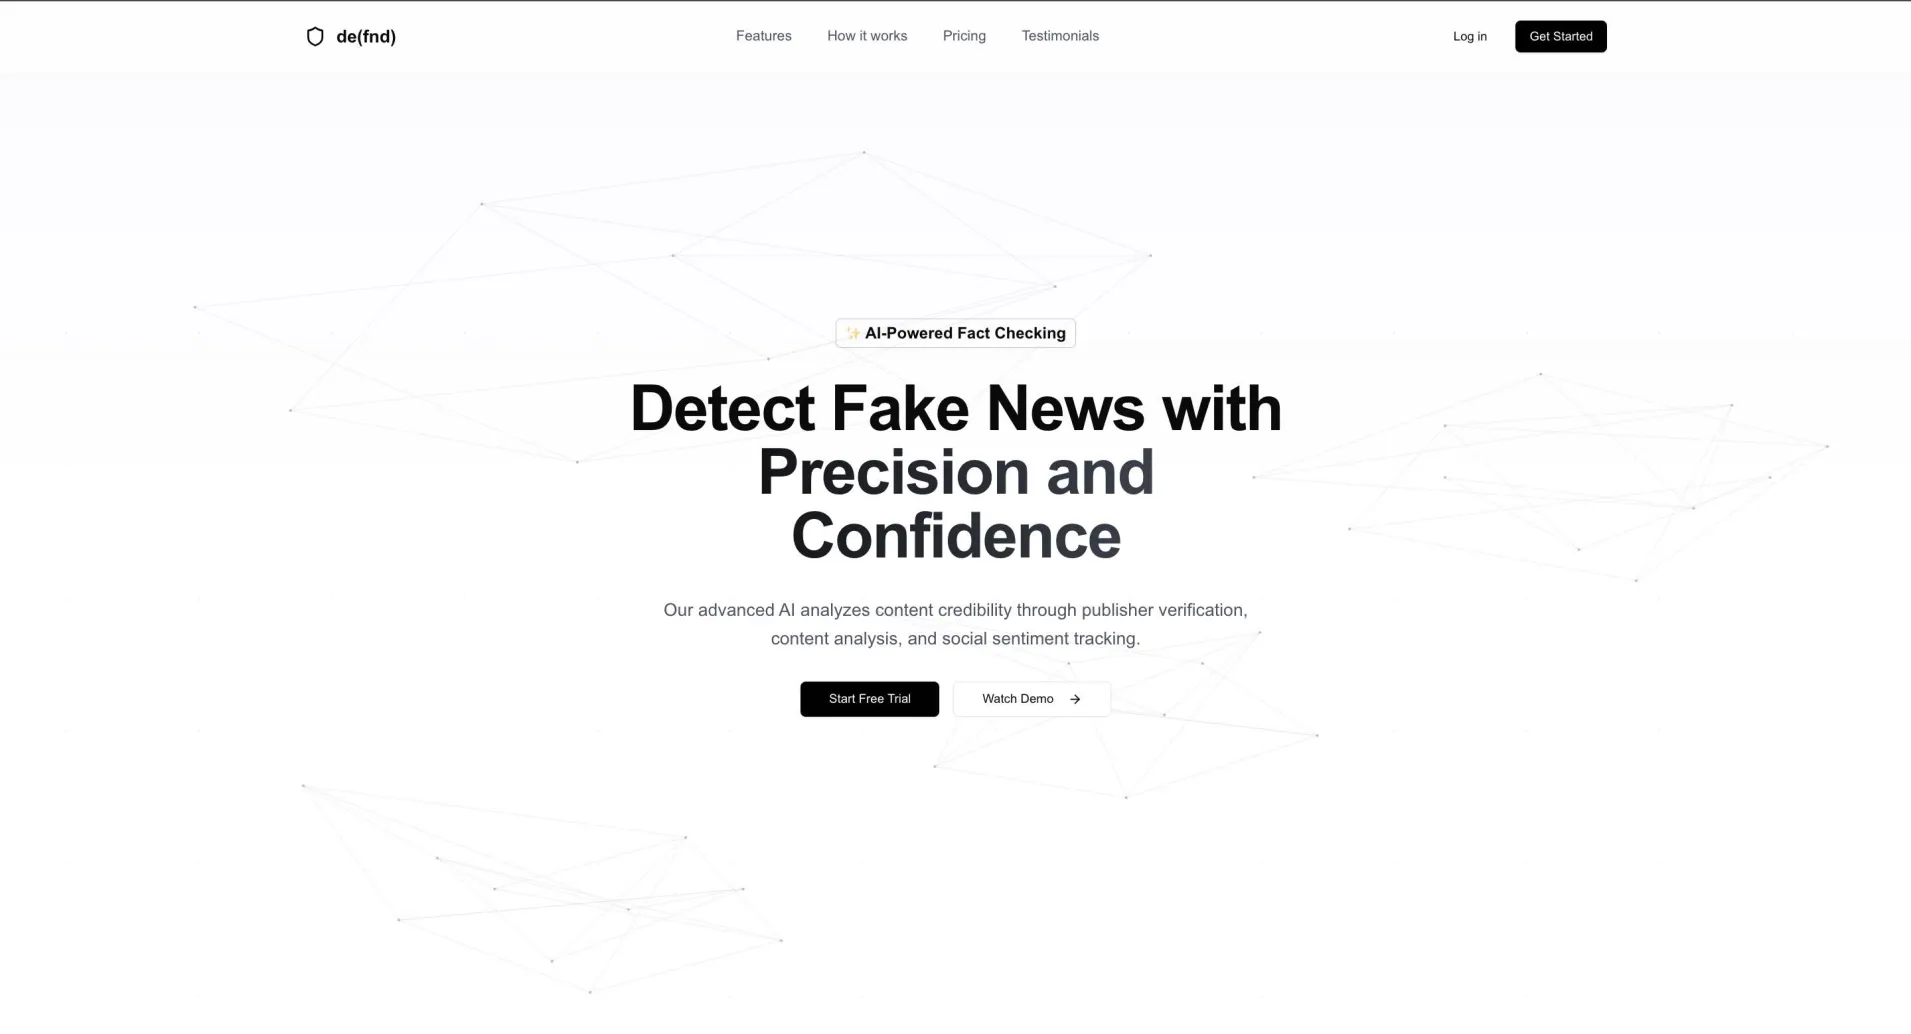 de(fnd)
Features
How it works
Pricing
Testimonials
Log in
Get Started
✨ AI-Powered Fact Checking
Detect Fake News with
Precision and
Confidence
Our advanced AI analyzes content credibility through publisher verification,
content analysis, and social sentiment tracking.
Start Free Trial
Watch Demo →